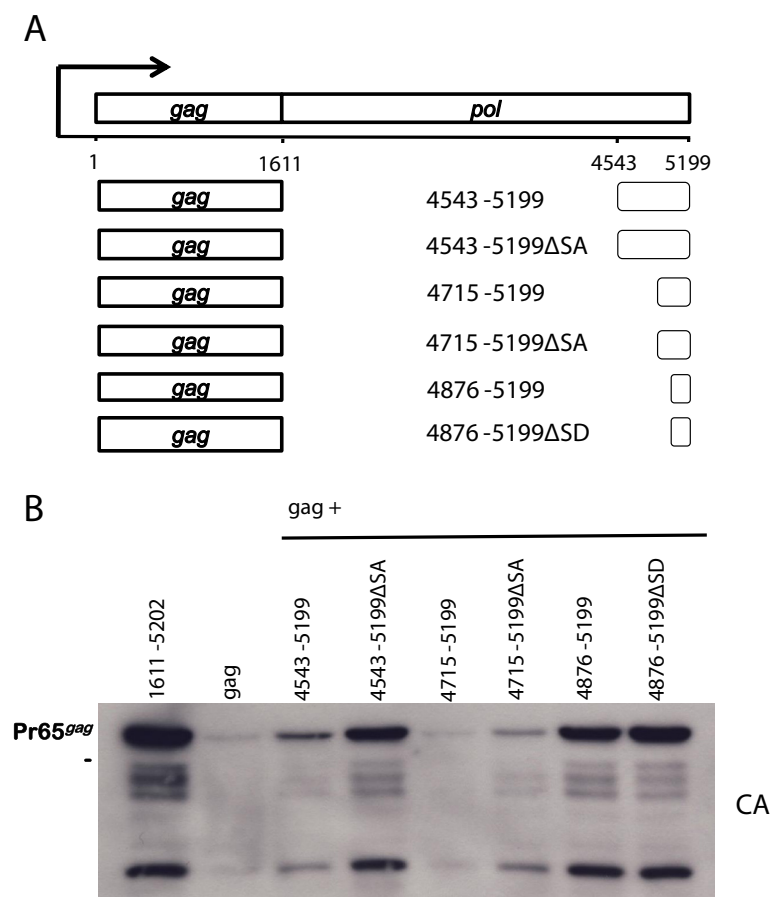 A
gag pol
1 1611 4543 5199
gag 4543 -5199
gag 4543 -5199ΔSA
gag 4715 -5199
gag 4715 -5199ΔSA
gag 4876 -5199
gag 4876 -5199ΔSD
B
gag +
1611 -5202
gag
4543 -5199
4543 -5199ΔSA
4715 -5199
4715 -5199ΔSA
4876 -5199
4876 -5199ΔSD
Pr65gag
-
CA